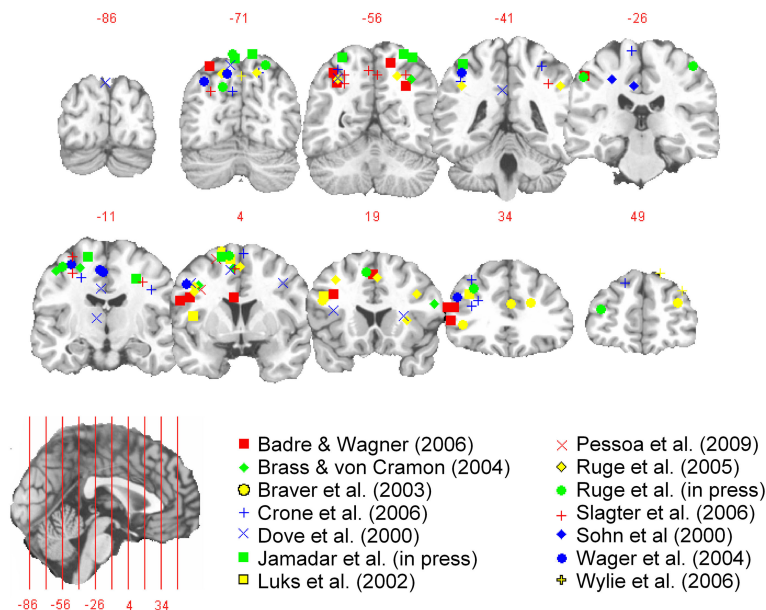 -86 -71 -56 -41 -26
-11 4 19 34 49
Badre & Wagner (2006)
Brass & von Cramon (2004)
Braver et al. (2003)
Crone et al. (2006)
Dove et al. (2000)
Jamadar et al. (in press)
Luks et al. (2002)
Pessoa et al. (2009)
Ruge et al. (2005)
Ruge et al. (in press)
Slagter et al. (2006)
Sohn et al (2000)
Wager et al. (2004)
Wylie et al. (2006)
-86 -56 -26 4 34